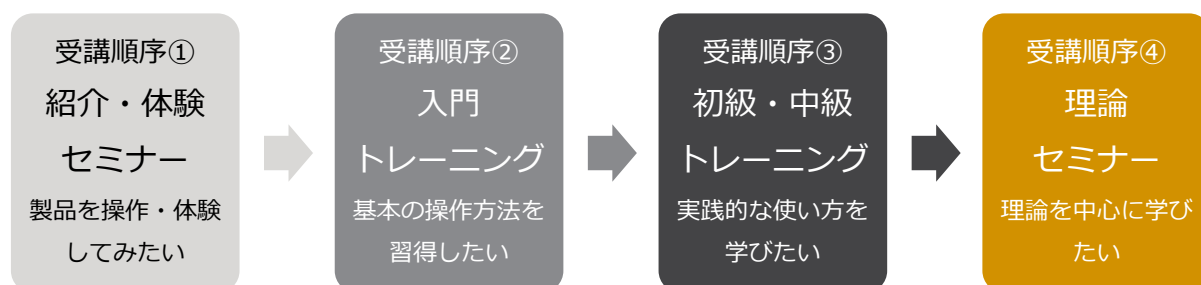 受講順序①
紹介・体験
セミナー
製品を操作・体験
してみたい
受講順序②
入門
トレーニング
基本の操作方法を
習得したい
受講順序③
初級・中級
トレーニング
実践的な使い方を
学びたい
受講順序④
理論
セミナー
理論を中心に学び
たい